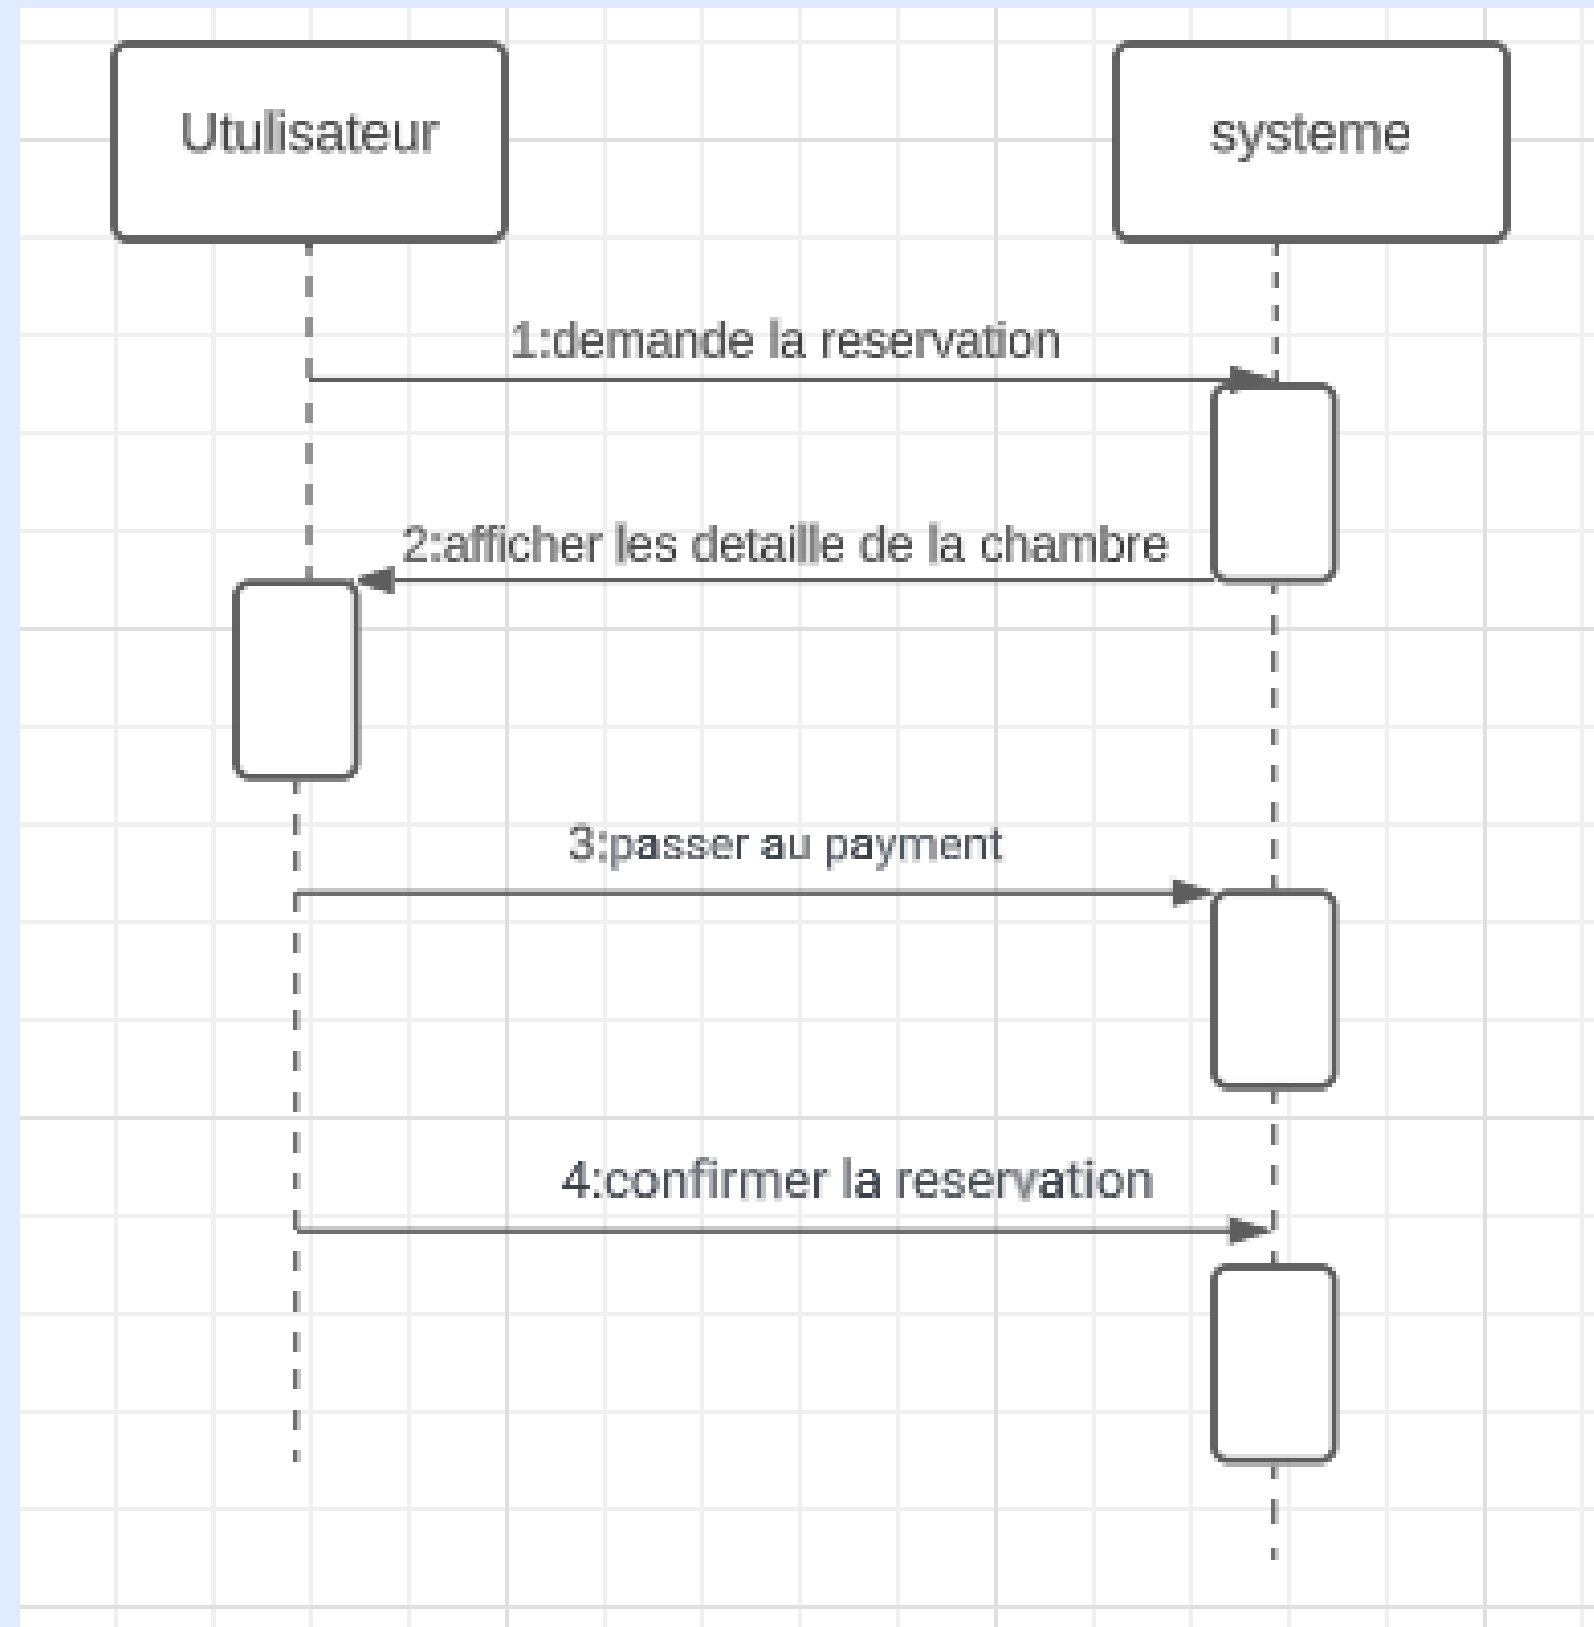 Utulisateur
systeme
1:demande la reservation
2:afficher les detaille de la chambre
3:passer au payment
4:confirmer la reservation